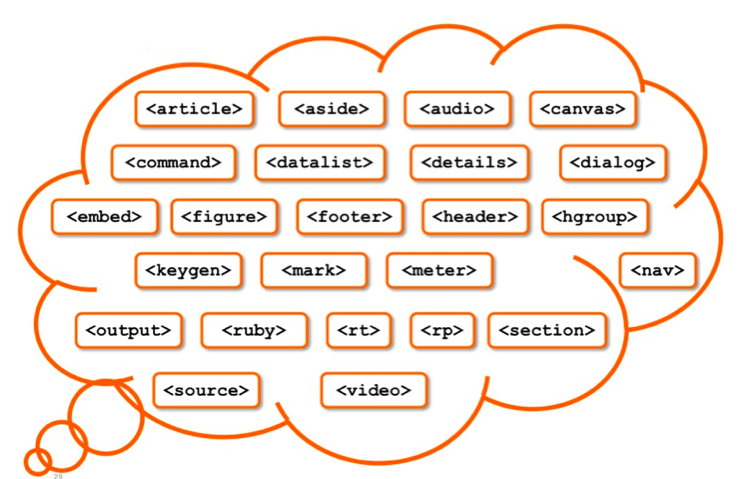 <article> <aside> <audio> <canvas>
<command> <datalist> <details> <dialog>
<embed> <figure> <footer> <header> <hgroup>
<keygen> <mark> <meter> <nav>
<output> <ruby> <rt> <rp> <section>
<source> <video>
29